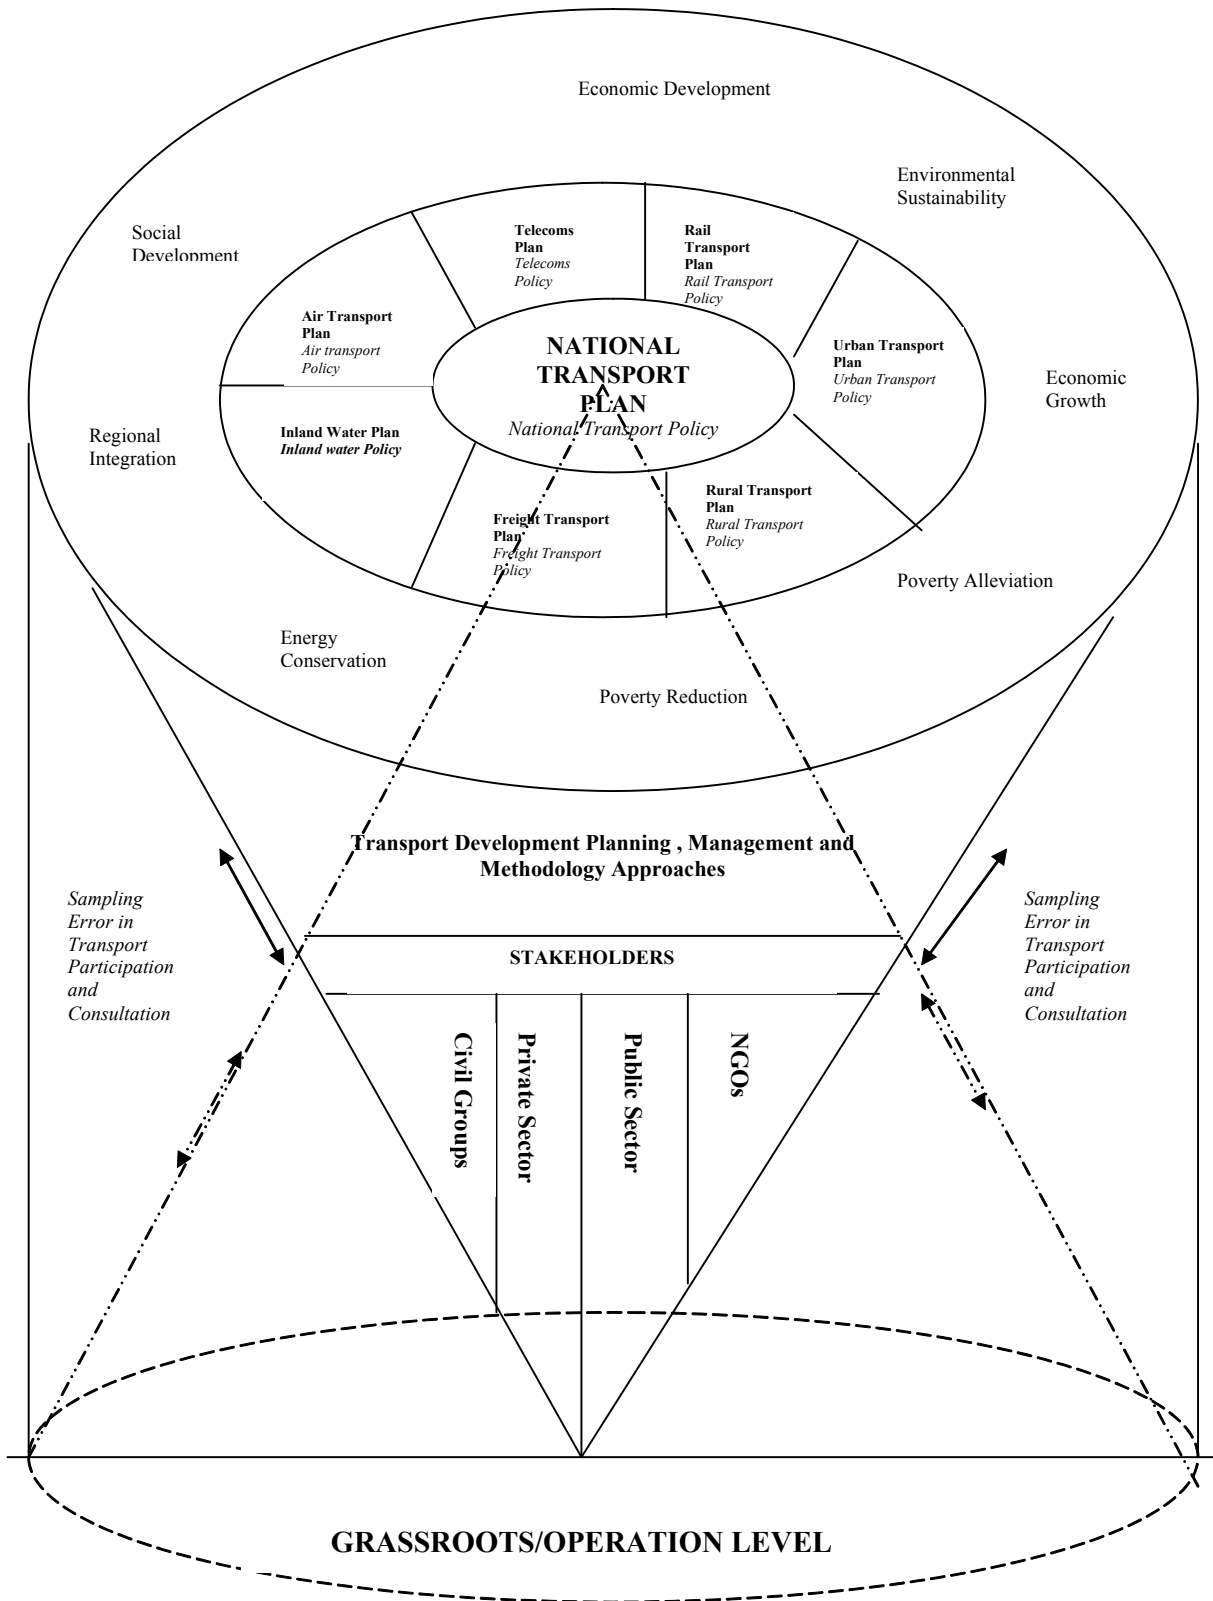 Economic Development
Environmental
Sustainability
Social
Development
Telecoms
Plan
Telecoms
Policy
Rail
Transport
Plan
Rail Transport
Policy
Air Transport
Plan
Air transport
Policy
NATIONAL
TRANSPORT
PLAN
National Transport Policy
Urban Transport
Plan
Urban Transport
Policy
Economic
Growth
Regional
Integration
Inland Water Plan
Inland water Policy
Freight Transport
Plan
Freight Transport
Policy
Rural Transport
Plan
Rural Transport
Policy
Poverty Alleviation
Energy
Conservation
Poverty Reduction
Transport Development Planning , Management and
Methodology Approaches
Sampling
Error in
Transport
Participation
and
Consultation
Sampling
Error in
Transport
Participation
and
Consultation
STAKEHOLDERS
Civil Groups
Private Sector
Public Sector
NGOs
GRASSROOTS/OPERATION LEVEL